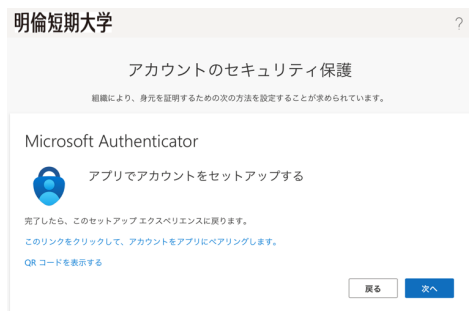 明倫短期大学
?
アカウントのセキュリティ保護
組織により、身元を証明するための次の方法を設定することが求められています。
Microsoft Authenticator
アプリでアカウントをセットアップする
完了したら、このセットアップ エクスペリエンスに戻ります。
このリンクをクリックして、アカウントをアプリにペアリングします。
QR コードを表示する
戻る 次へ